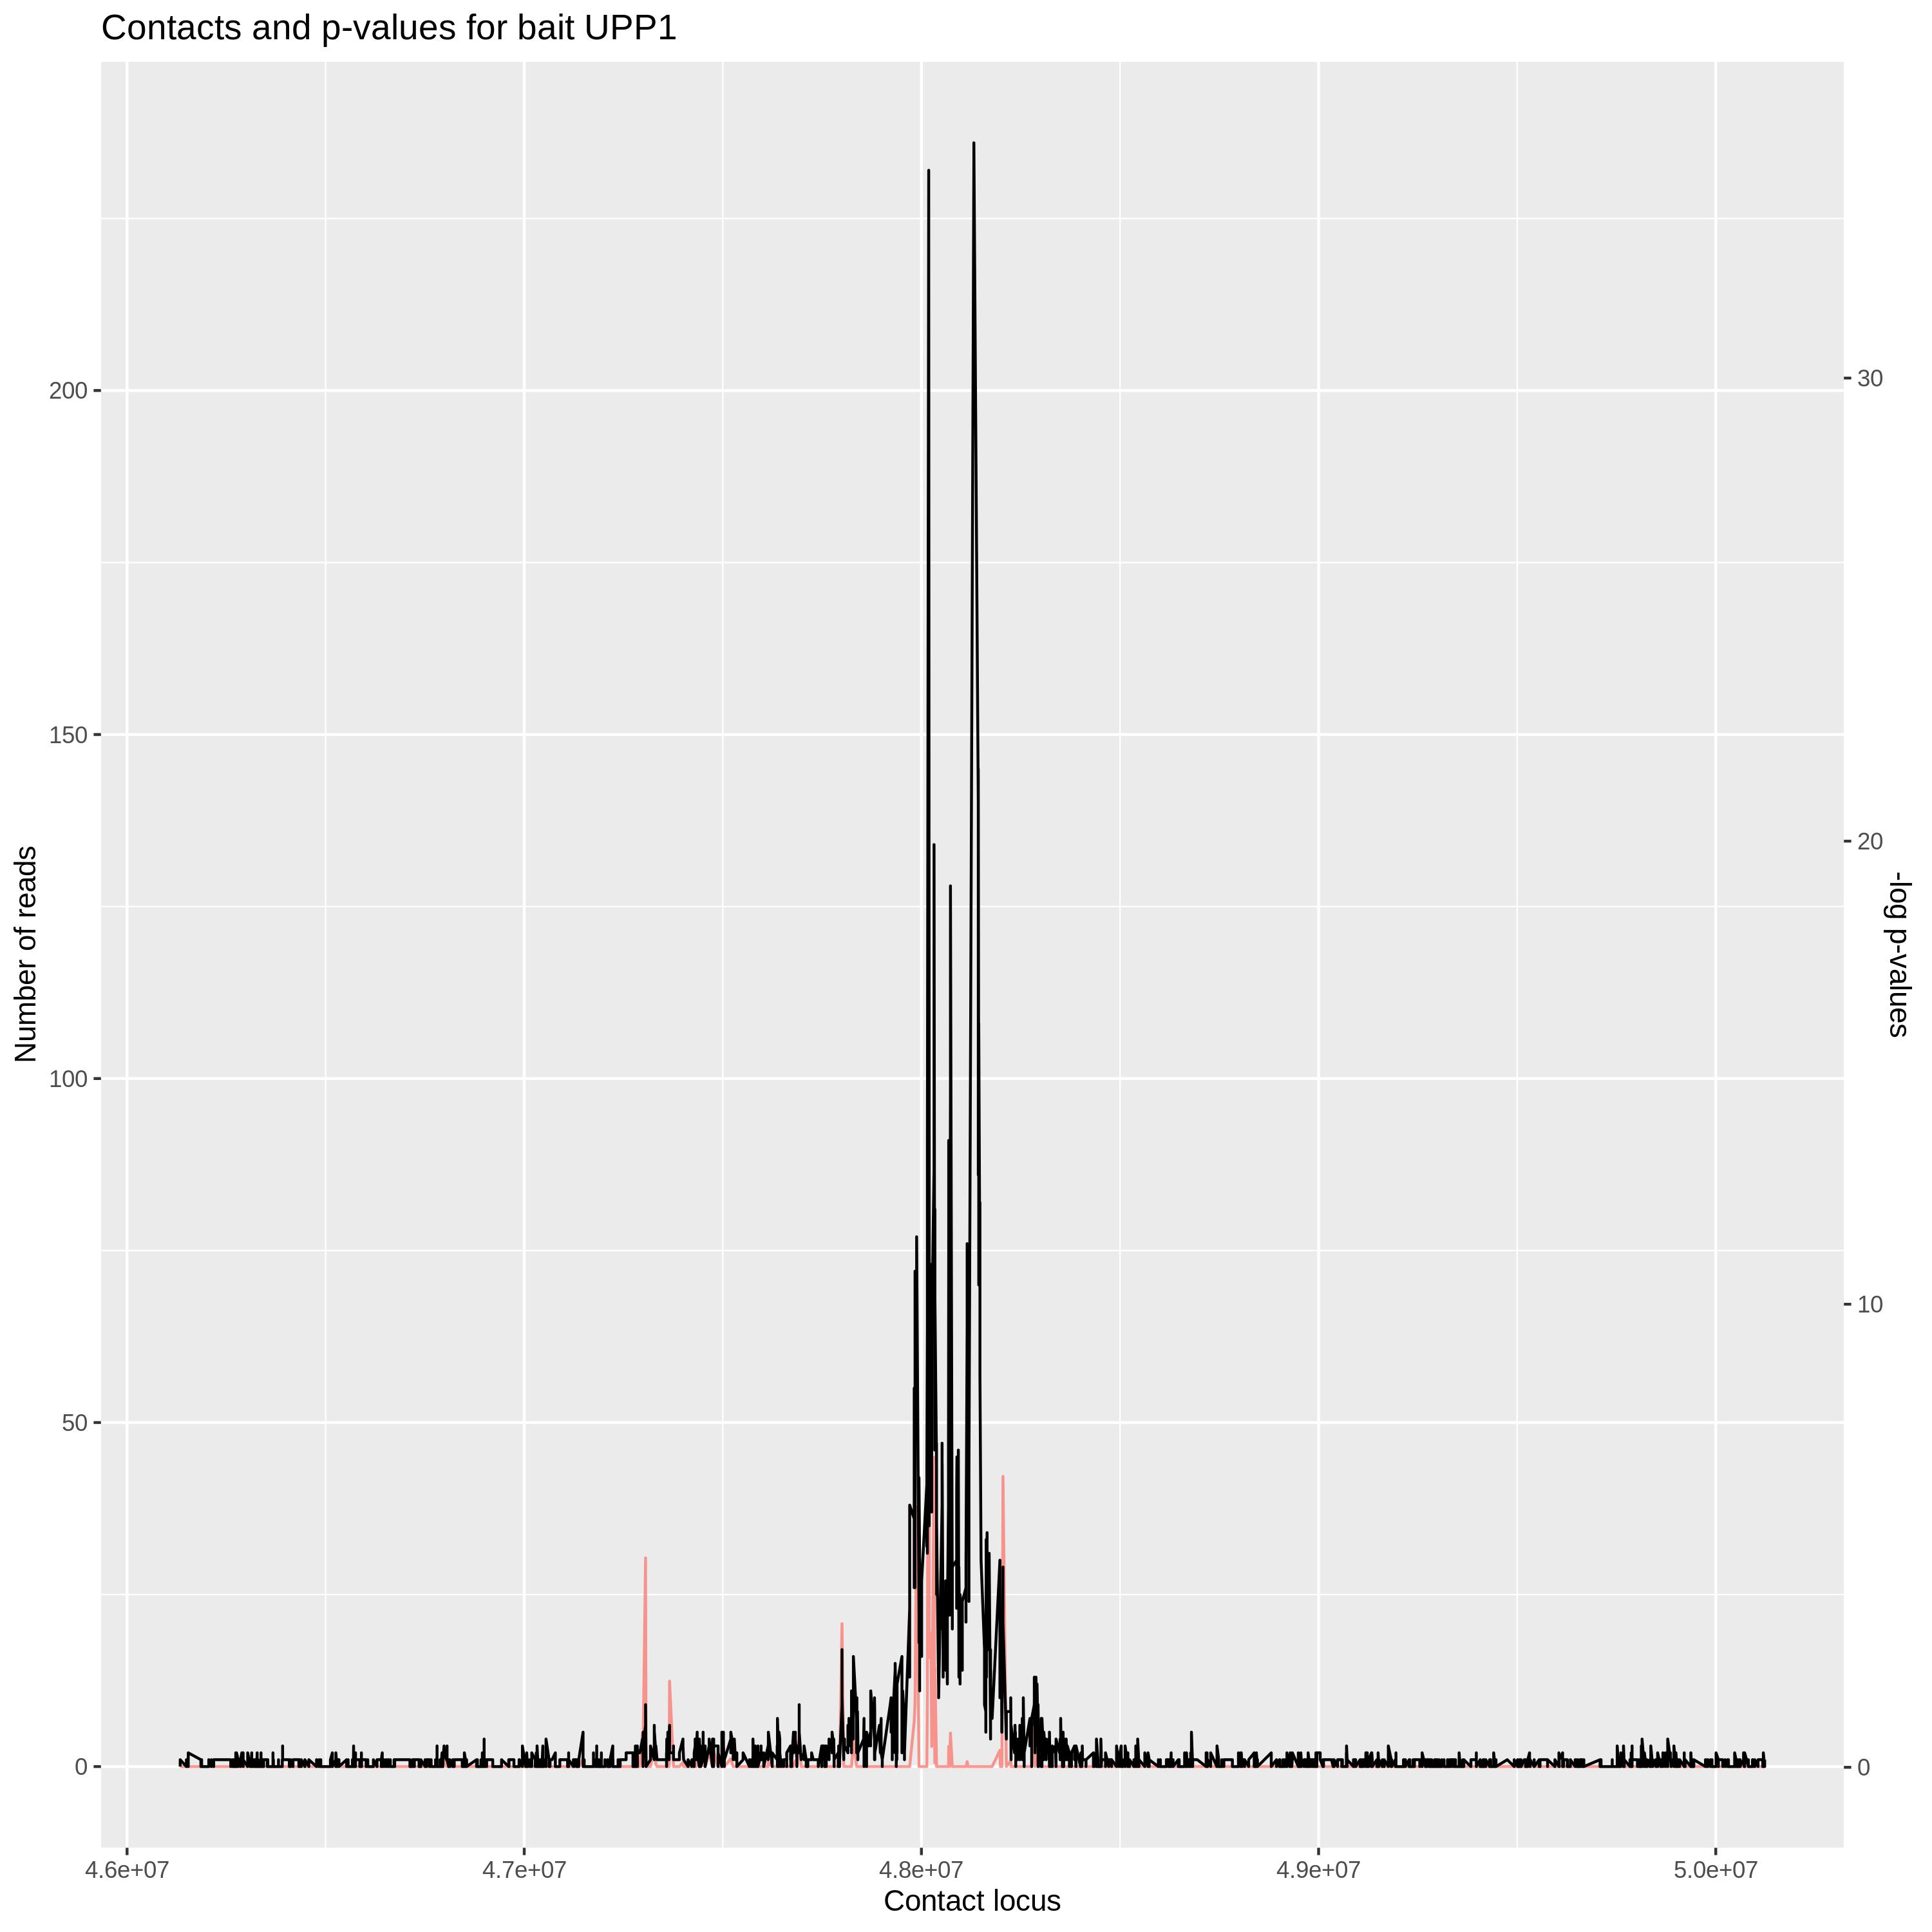 Contacts and p-values for bait UPP1
200
150
100
50
0
Number of reads
30
20
10
0
-log p-values
4.6e+07
4.7e+07
4.8e+07
4.9e+07
5.0e+07
Contact locus